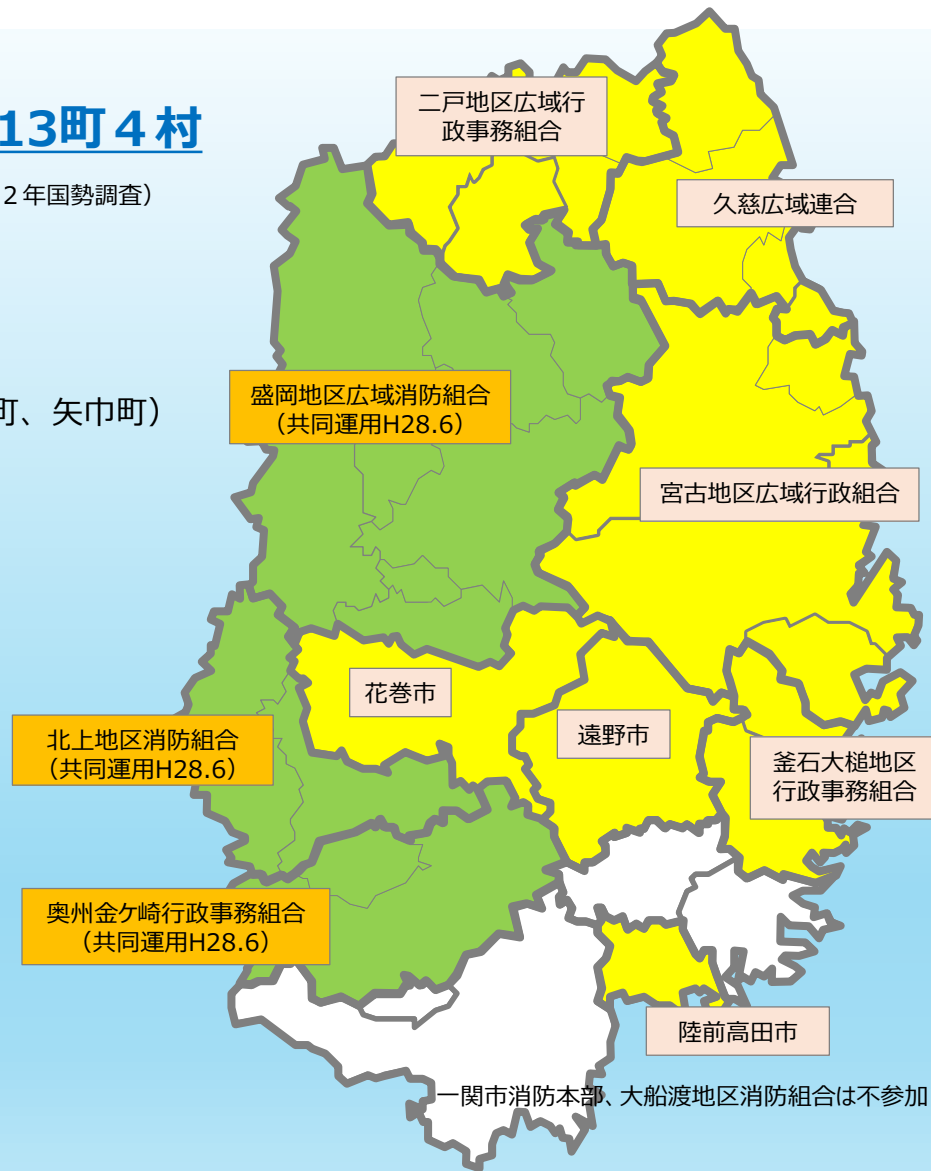 13町４村
２年国勢調査）
町、矢巾町）
二戸地区広域行
政事務組合
久慈広域連合
盛岡地区広域消防組合
（共同運用H28.6）
宮古地区広域行政組合
花巻市
遠野市
北上地区消防組合
（共同運用H28.6）
釜石大槌地区
行政事務組合
奥州金ケ崎行政事務組合
（共同運用H28.6）
陸前高田市
一関市消防本部、大船渡地区消防組合は不参加